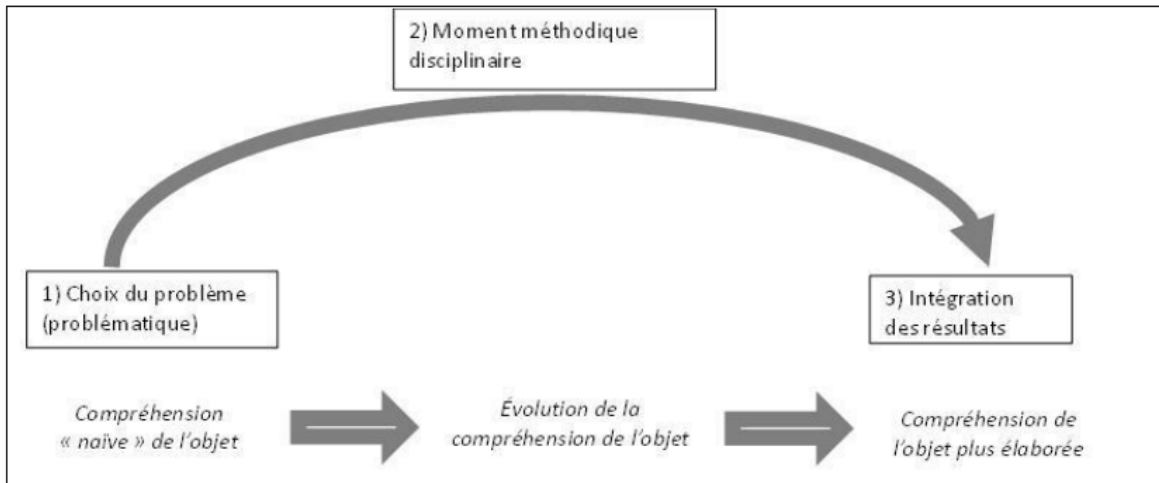 2) Moment méthodique
disciplinaire
1) Choix du problème
(problématique)
3) Intégration
des résultats
Compréhension
« naïve » de l'objet
Évolution de la
compréhension de l'objet
Compréhension de
l'objet plus élaborée